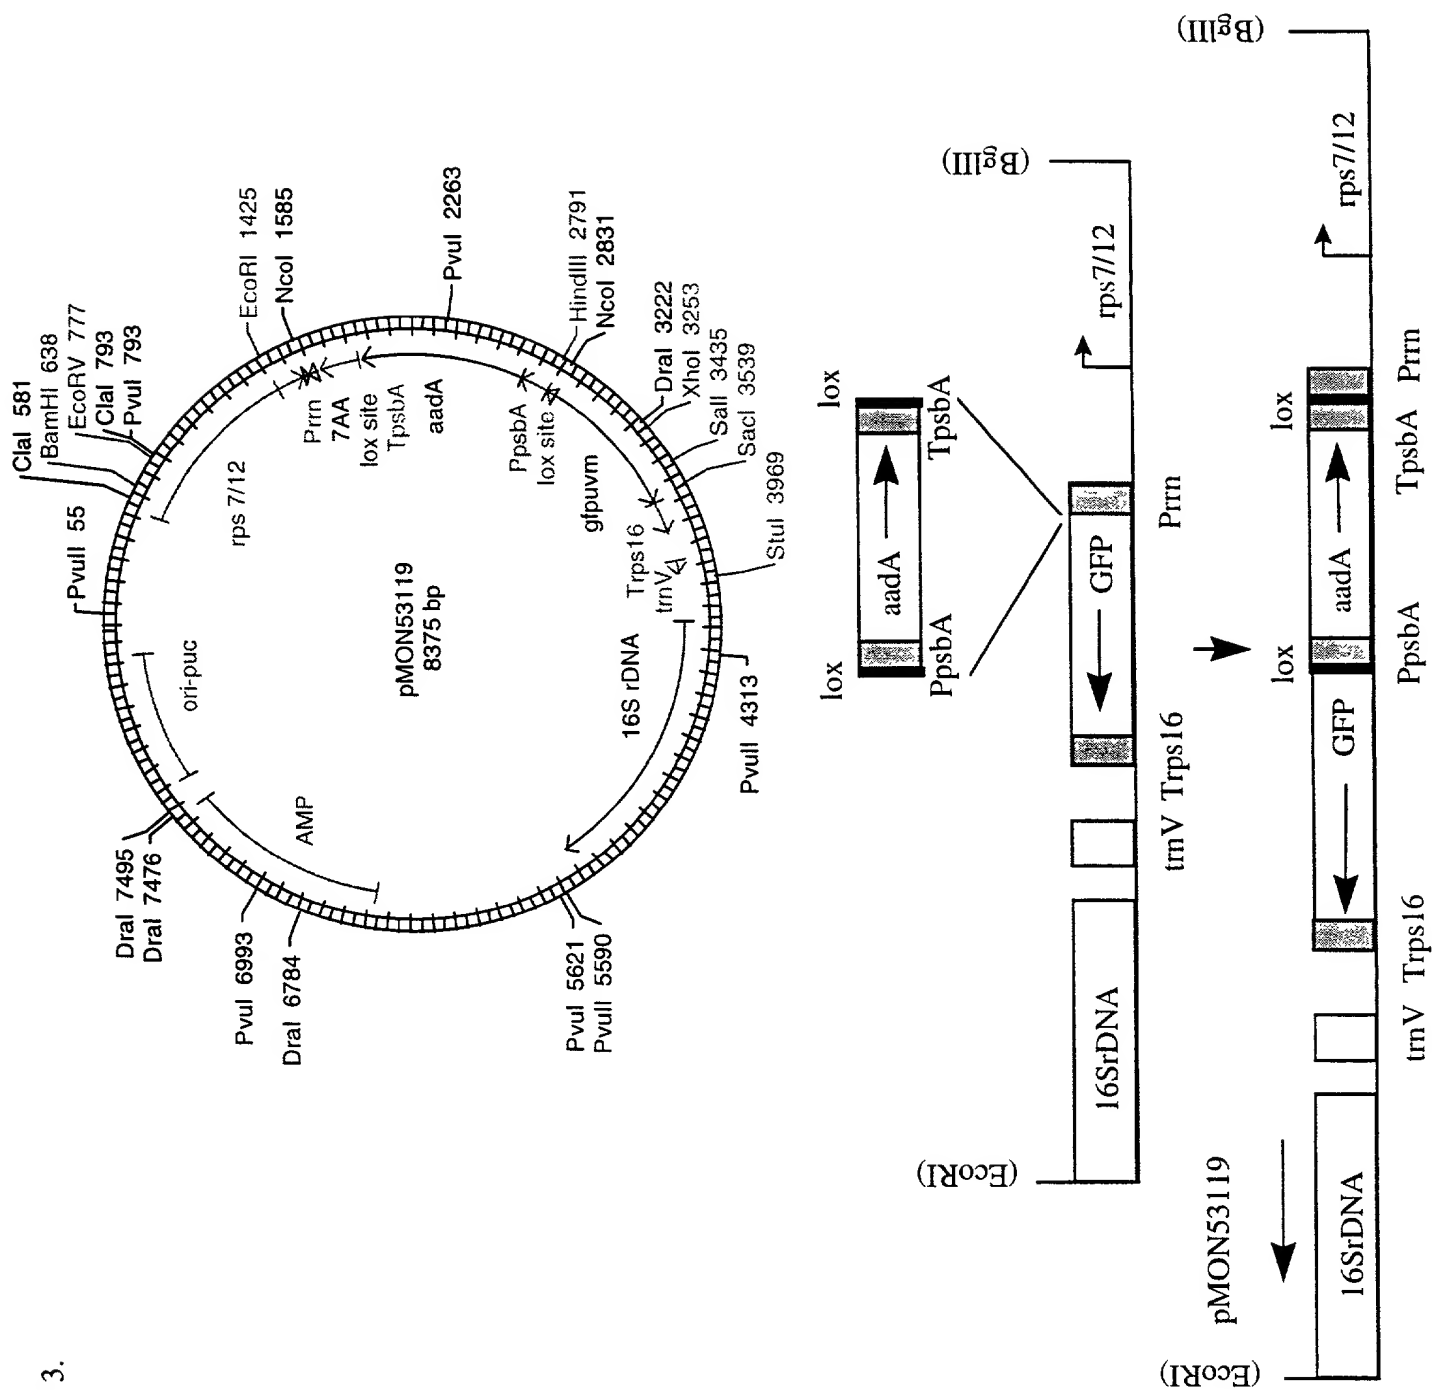 3.
ClaI 581
BamHI 638
EcoRV 777
ClaI 793
PvuI 793
PvuII 55
EcoRI 1425
NcoI 1585
PvuI 2263
HindIII 2791
NcoI 2831
DraI 3222
XhoI 3253
SalI 3435
SacI 3539
StuI 3969
PvuII 4313
PvuI 5621
PvuII 5590
DraI 6784
PvuI 6993
DraI 7495
DraI 7476
rps 7/12
Prrn
7AA
lox site
TpsbA
aadA
PpsbA
lox site
gfpuvm
Trps16
trnV
16S rDNA
AMP
ori-puc
pMON53119
8375 bp
lox
lox
aadA
PpsbA
TpsbA
(EcoRI)
(BglII)
16SrDNA
GFP
rps7/12
trnV
Trps16
Prrn
pMON53119
lox
lox
(EcoRI)
(BglII)
16SrDNA
GFP
aadA
rps7/12
trnV
Trps16
PpsbA
TpsbA
Prrn